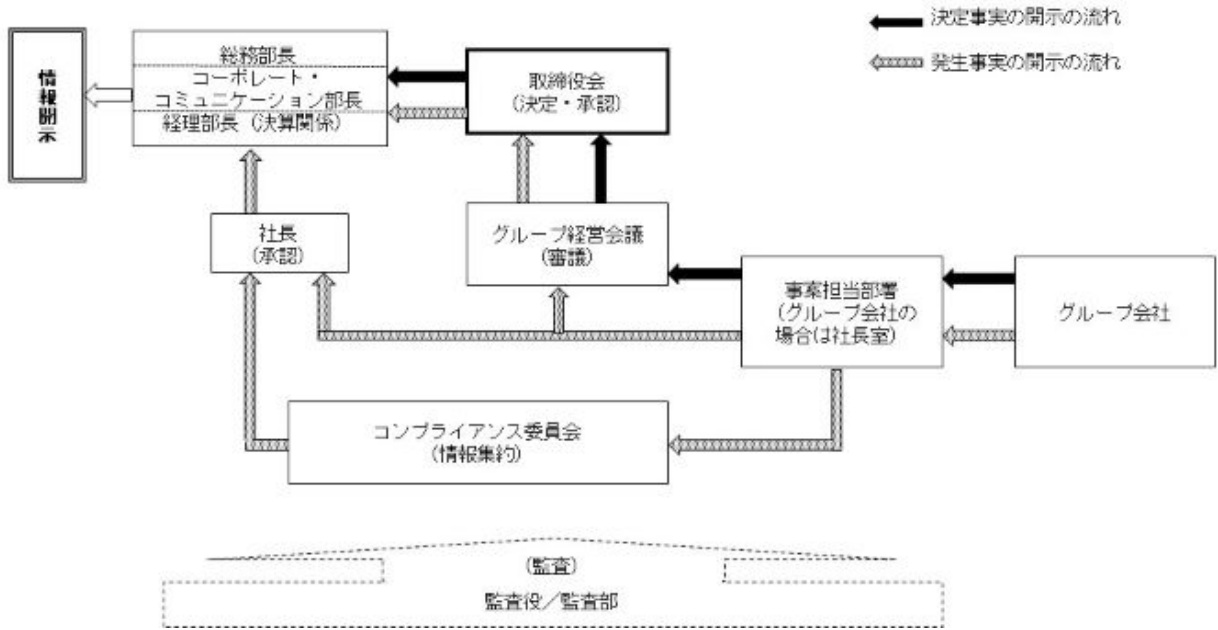 決定事実の開示の流れ
発生事実の開示の流れ
情報開示
総務部長
コーポレート・
コミュニケーション部長
経理部長（決算関係）
取締役会
（決定・承認）
社長
（承認）
グループ経営会議
（審議）
事案担当部署
（グループ会社の
場合は社長室）
グループ会社
コンプライアンス委員会
（情報集約）
（監査）
監査役／監査部